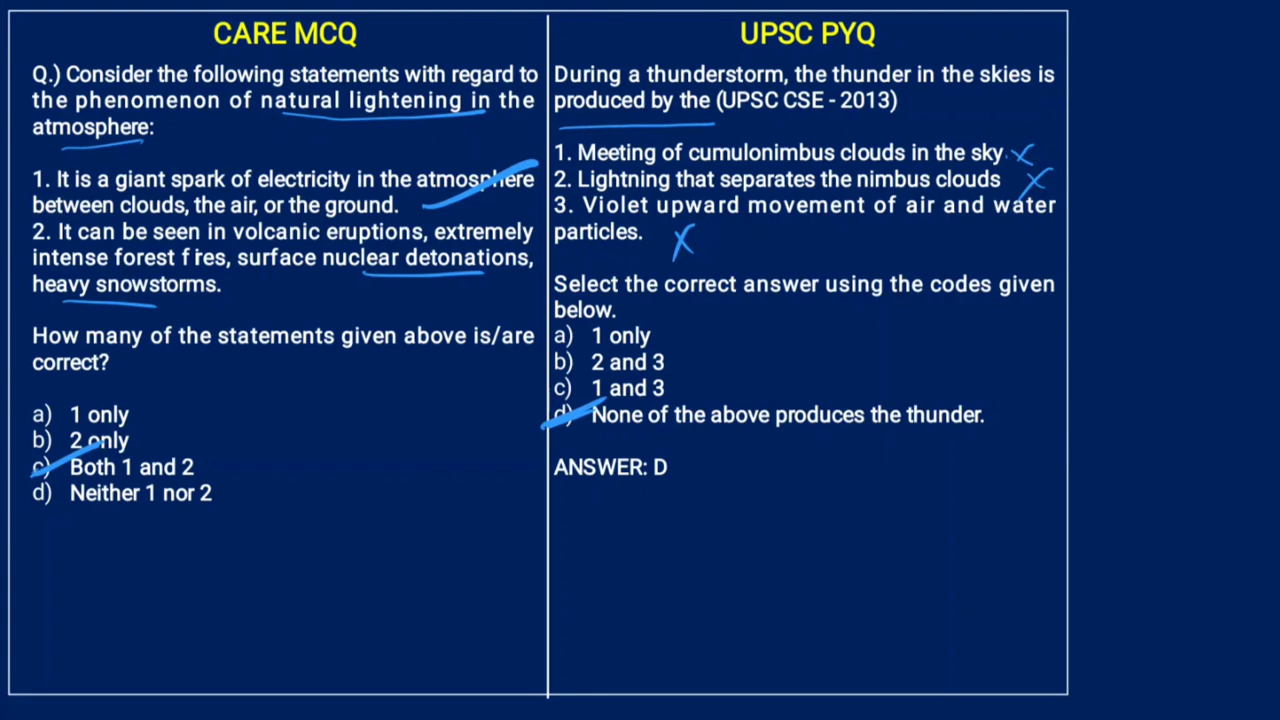 CARE MCQ
Q.) Consider the following statements with regard to
the phenomenon of natural lightening in the
atmosphere:
1. It is a giant spark of electricity in the atmosphere
between clouds, the air, or the ground.
2. It can be seen in volcanic eruptions, extremely
intense forest fires, surface nuclear detonations,
heavy snowstorms.
How many of the statements given above is/are
correct?
a) 1 only
b) 2 only
c) Both 1 and 2
d) Neither 1 nor 2
UPSC PYQ
During a thunderstorm, the thunder in the skies is
produced by the (UPSC CSE - 2013)
1. Meeting of cumulonimbus clouds in the sky.
2. Lightning that separates the nimbus clouds
3. Violet upward movement of air and water
particles.
Select the correct answer using the codes given
below.
a) 1 only
b) 2 and 3
c) 1 and 3
d) None of the above produces the thunder.
ANSWER: D